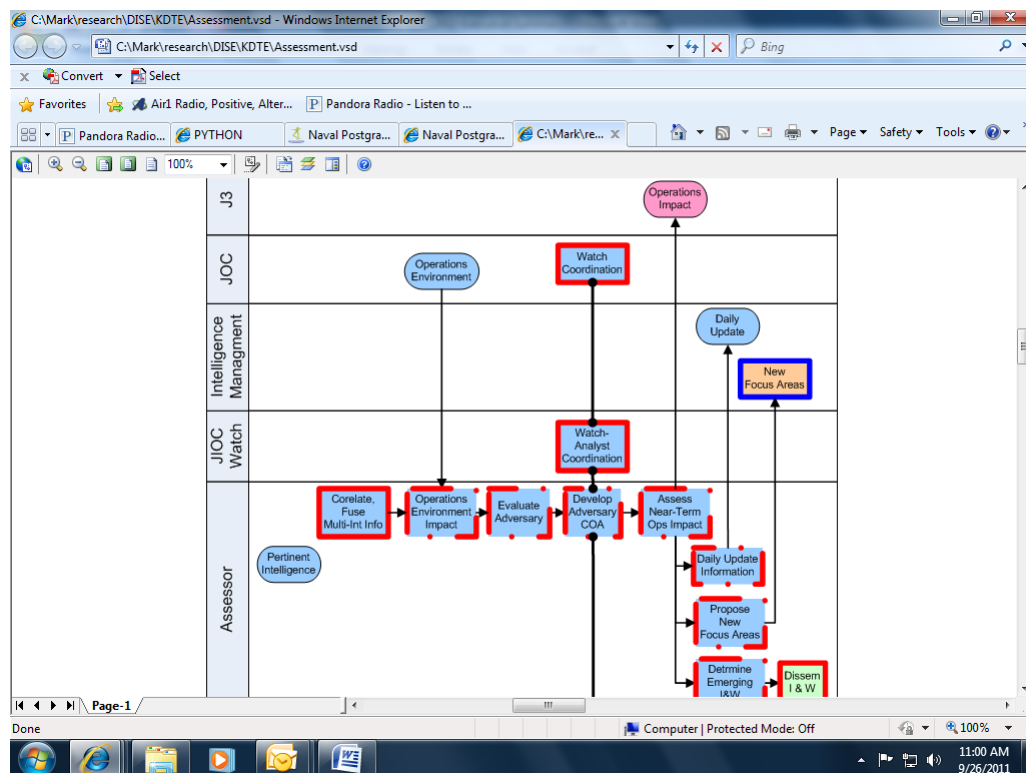 C:\Mark\research\DISE\KDTE\Assessment.vsd - Windows Internet Explorer
C:\Mark\research\DISE\KDTE\Assessment.vsd
Bing
x Convert Select
Favorites Air1 Radio, Positive, Alter... Pandora Radio - Listen to ...
Pandora Radio... PYTHON Naval Postgra... Naval Postgra... C:\Mark\re... x Page Safety Tools
100%
J3
Operations
Impact
JOC
Operations
Environment
Watch
Coordination
Intelligence
Managment
Daily
Update
New
Focus Areas
JIOC
Watch
Watch-
Analyst
Coordination
Assessor
Corelate,
Fuse
Multi-Int Info
Operations
Environment
Impact
Evaluate
Adversary
Develop
Adversary
COA
Assess
Near-Term
Ops Impact
Pertinent
Intelligence
Daily Update
Information
Propose
New
Focus Areas
Detrmine
Emerging
I&W
Dissem
I & W
Page-1
Done Computer | Protected Mode: Off 100%
11:00 AM
9/26/2011